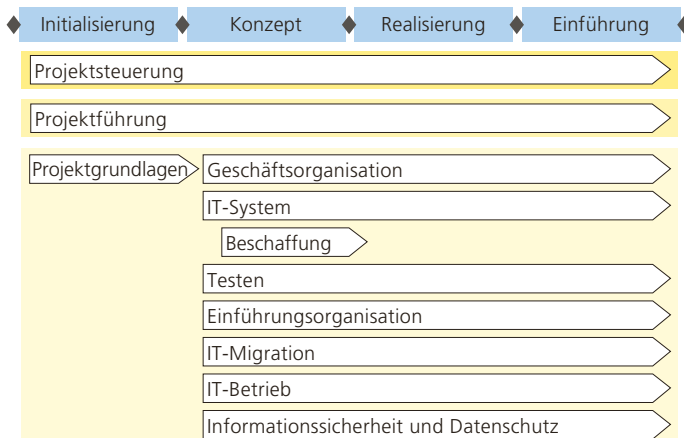 Initialisierung Konzept Realisierung Einführung
Projektsteuerung
Projektführung
Projektgrundlagen Geschäftsorganisation
IT-System
Beschaffung
Testen
Einführungsorganisation
IT-Migration
IT-Betrieb
Informationssicherheit und Datenschutz